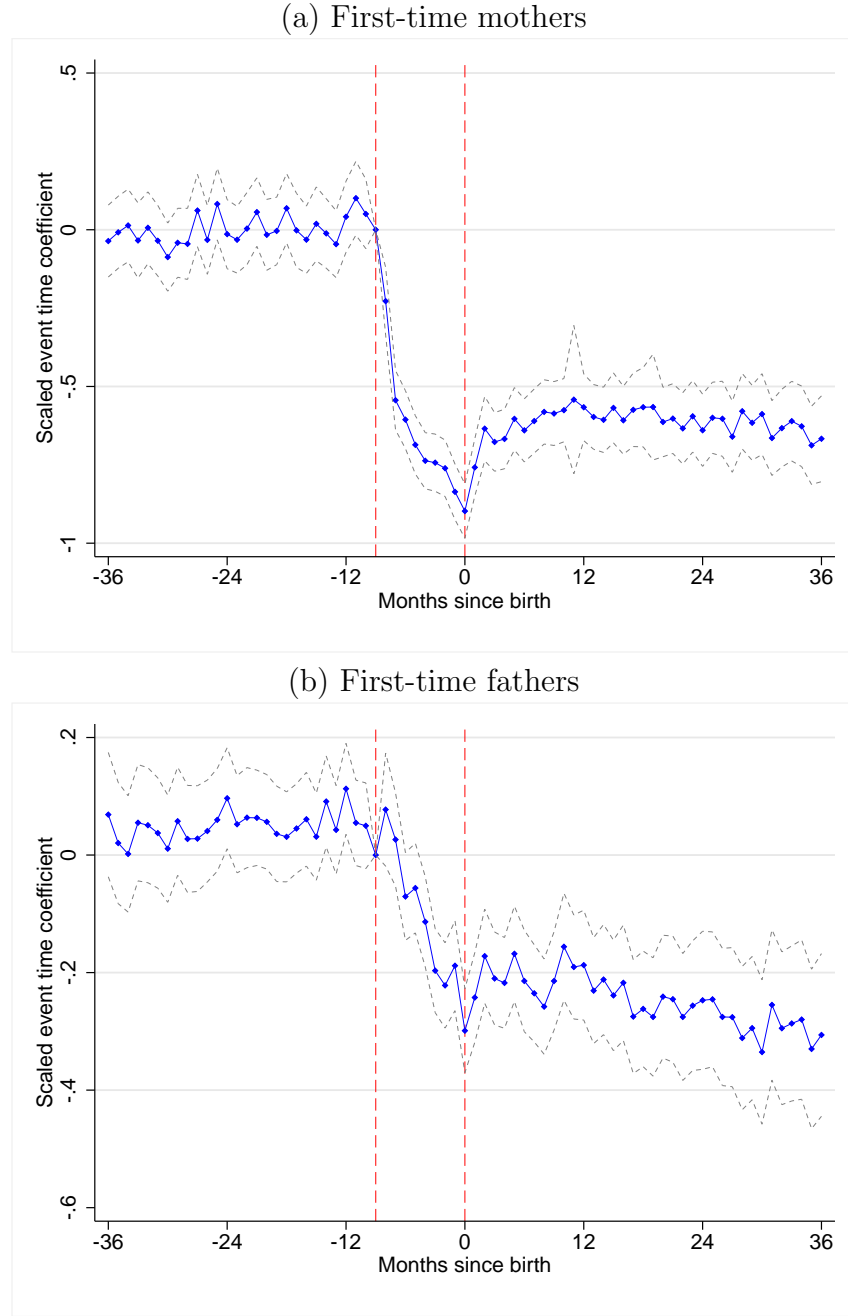 (a) First-time mothers
Scaled event time coefficient
.5
0
-.5
-1
-36 -24 -12 0 12 24 36
Months since birth
(b) First-time fathers
Scaled event time coefficient
.2
0
-.2
-.4
-.6
-36 -24 -12 0 12 24 36
Months since birth